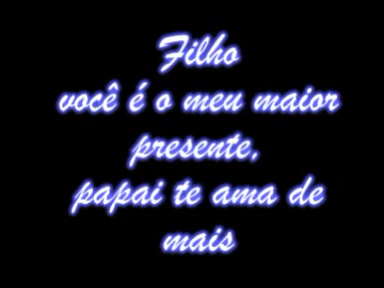 Filho
você é o meu maior
presente,
papai te ama de
mais